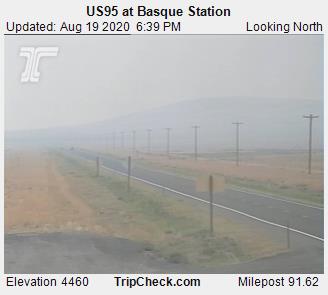 US95 at Basque Station
Updated: Aug 19 2020 6:39 PM Looking North
Elevation 4460 TripCheck.com Milepost 91.62